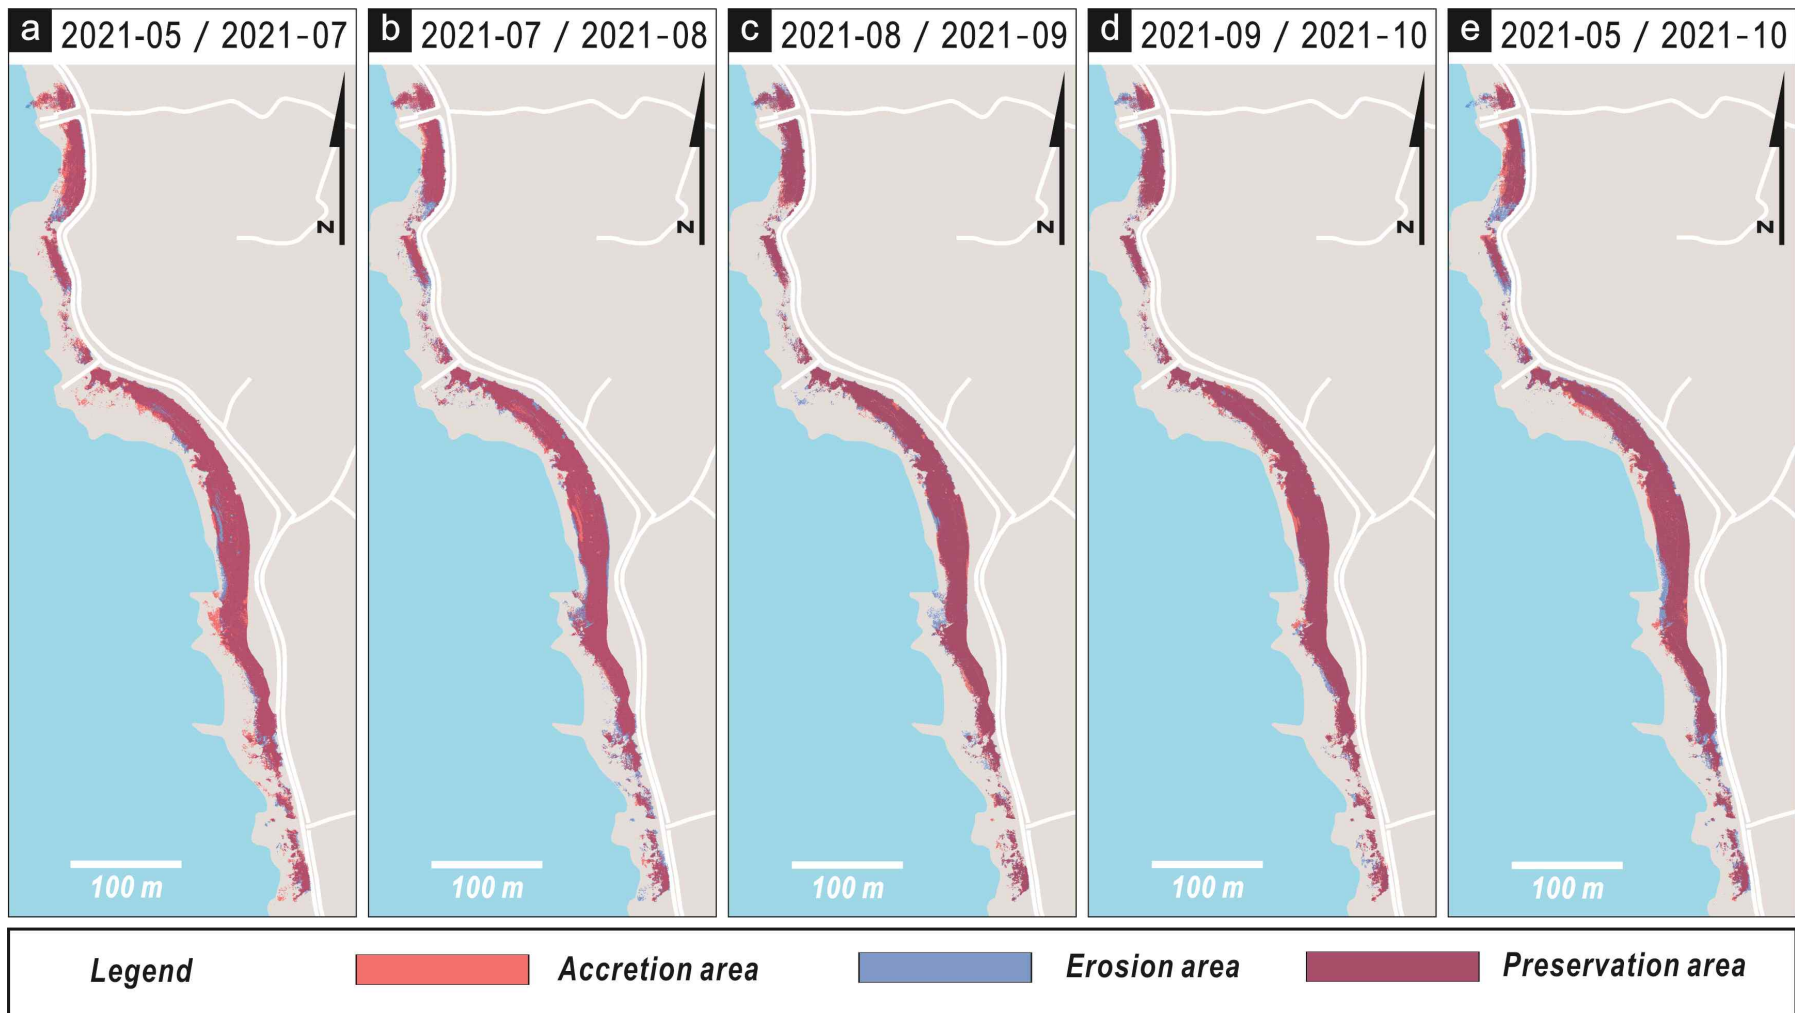 a 2021-05 / 2021-07
b 2021-07 / 2021-08
c 2021-08 / 2021-09
d 2021-09 / 2021-10
e 2021-05 / 2021-10
N
N
N
N
N
100 m
100 m
100 m
100 m
100 m
Legend
Accretion area
Erosion area
Preservation area